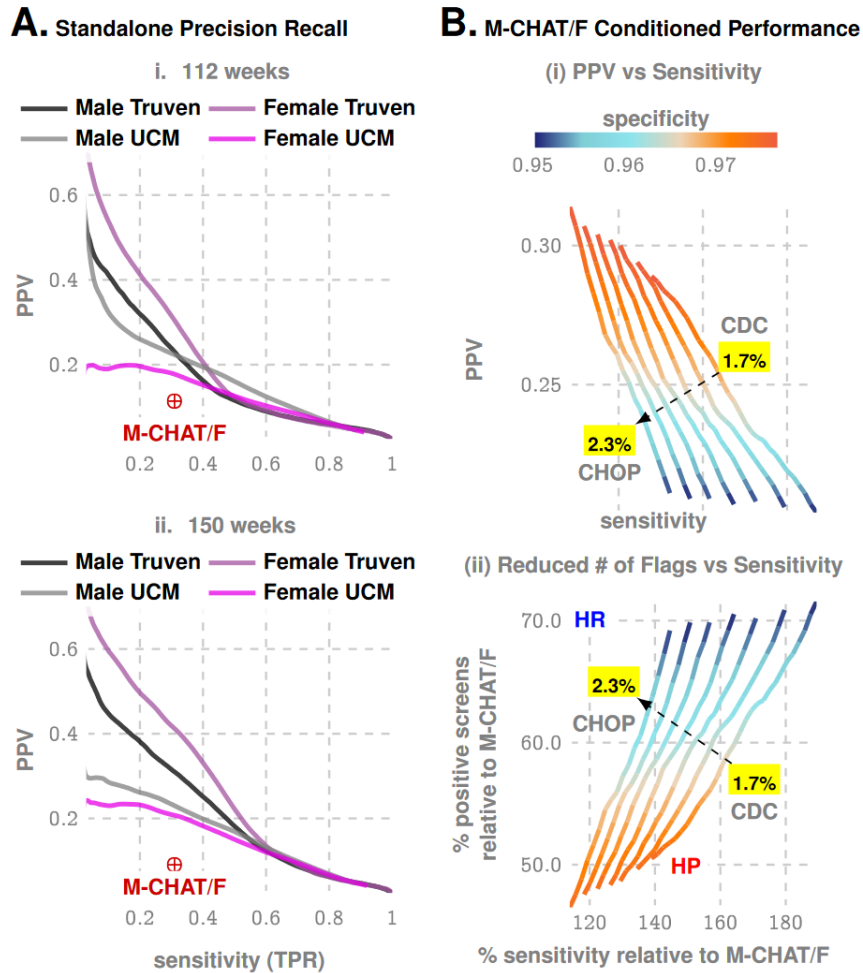 A. Standalone Precision Recall
i. 112 weeks
Male Truven Female Truven
Male UCM Female UCM
0.6
0.4
0.2
PPV
M-CHAT/F
0.2 0.4 0.6 0.8 1
ii. 150 weeks
Male Truven Female Truven
Male UCM Female UCM
0.6
0.4
0.2
PPV
M-CHAT/F
0.2 0.4 0.6 0.8 1
sensitivity (TPR)
B. M-CHAT/F Conditioned Performance
(i) PPV vs Sensitivity
specificity
0.95 0.96 0.97
0.30
0.25
PPV
CDC
1.7%
2.3%
CHOP
sensitivity
(ii) Reduced # of Flags vs Sensitivity
70.0
60.0
50.0
% positive screens
relative to M-CHAT/F
HR
2.3%
CHOP
1.7%
CDC
HP
120 140 160 180
% sensitivity relative to M-CHAT/F